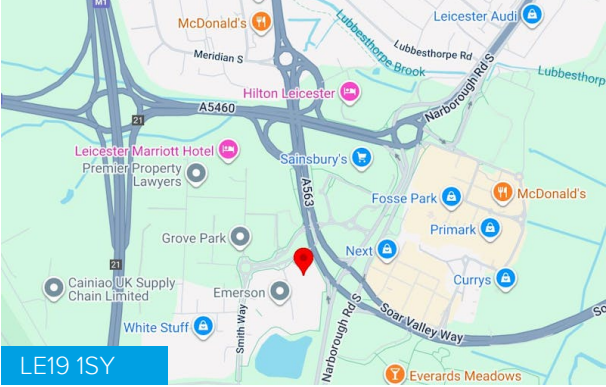 M1
McDonald's
Leicester Audi
Lubbesthorpe Brook
Lubbesthorpe Rd
Meridian S
Narborough Rd S
Lubbesthorp
Hilton Leicester
A5460
21
Leicester Marriott Hotel
Premier Property
Lawyers
Sainsbury's
A563
Fosse Park
McDonald's
Primark
Grove Park
Next
21
Currys
Cainiao UK Supply
Chain Limited
Emerson
Narborough Rd S
Soar Valley Way
So
White Stuff
Smith Way
LE19 1SY
Everards Meadows